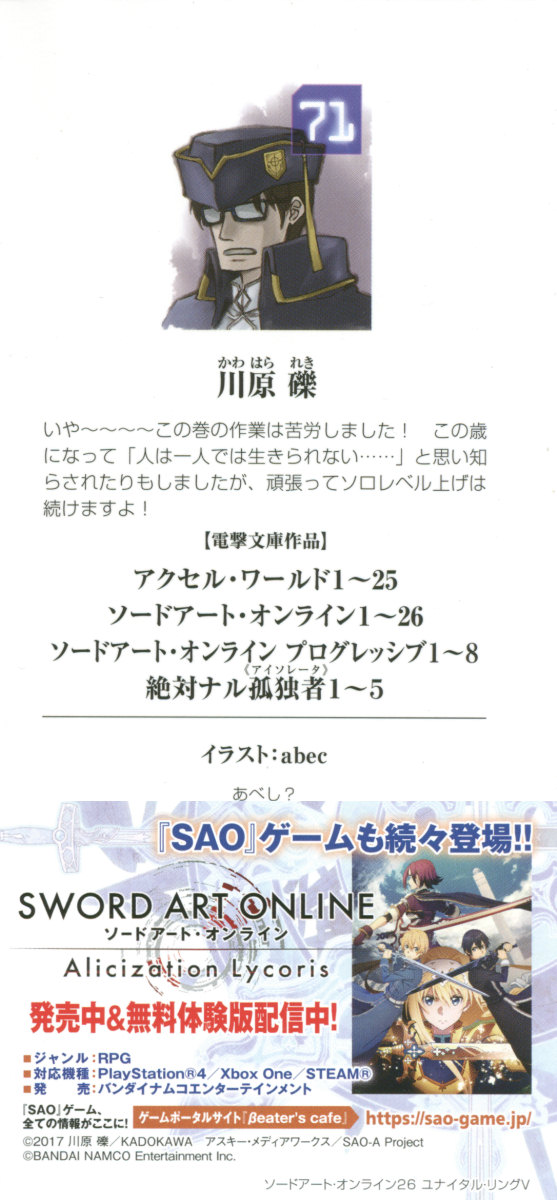 71
かわ はら れき
川原 礫
いや～～～～この巻の作業は苦労しました！　この歳
になって「人は一人では生きられない……」と思い知
らされたりもしましたが、頑張ってソロレベル上げは
続けますよ！
【電撃文庫作品】
アクセル・ワールド1～25
ソードアート・オンライン1～26
ソードアート・オンライン プログレッシブ1～8
《アイソレータ》
絶対ナル孤独者1～5
イラスト：abec
あべし？
『SAO』ゲームも続々登場!!
SWORD ART ONLINE
ソードアート・オンライン
Alicization Lycoris
発売中&無料体験版配信中!
■ジャンル：RPG
■対応機種：PlayStation®4／Xbox One／STEAM®
■発　　売：バンダイナムコエンターテインメント
『SAO』ゲーム、
全ての情報がここに!
ゲームポータルサイト『βeater's cafe』
https://sao-game.jp/
©2017 川原 礫／KADOKAWA　アスキー・メディアワークス／SAO-A Project
©BANDAI NAMCO Entertainment Inc.
ソードアート・オンライン26 ユナイタル・リングV